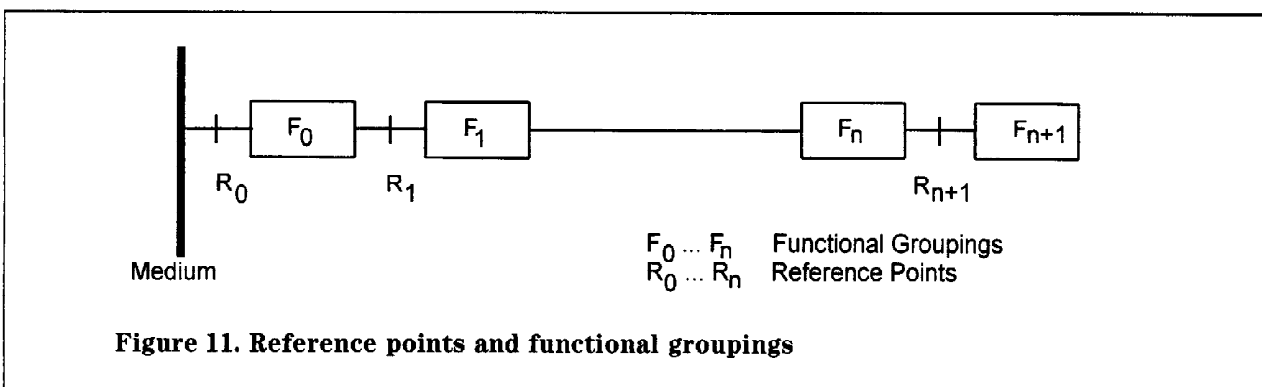 F0 F1 Fn Fn+1
R0 R1 Rn+1
F0 ... Fn Functional Groupings
Medium R0 ... Rn Reference Points
Figure 11. Reference points and functional groupings